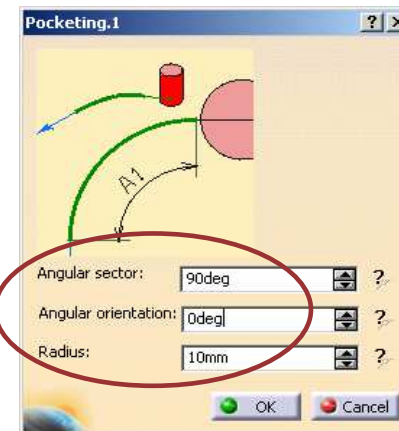 Pocketing.1
A1
Angular sector: 90deg
Angular orientation: 0deg
Radius: 10mm
OK Cancel